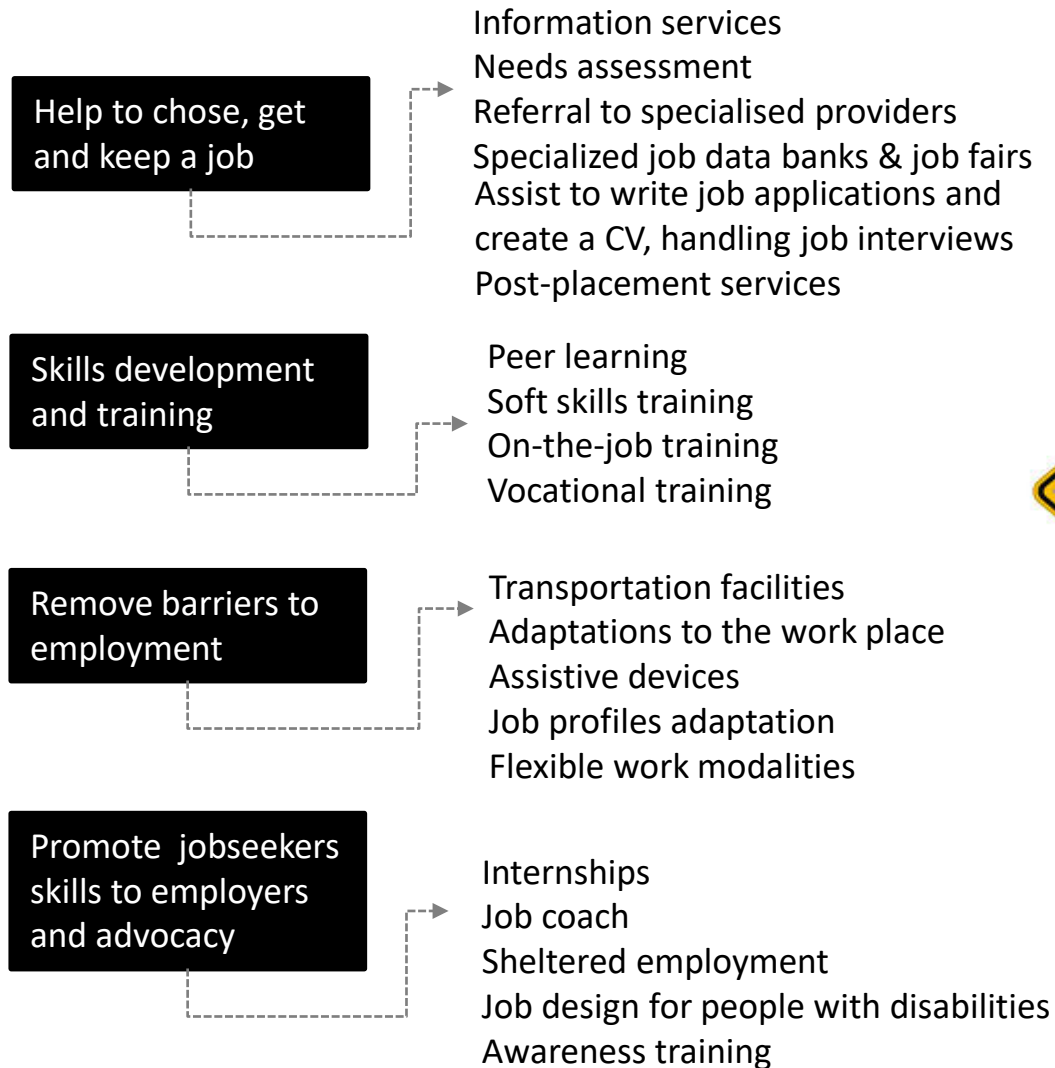 Help to chose, get
and keep a job
Information services
Needs assessment
Referral to specialised providers
Specialized job data banks & job fairs
Assist to write job applications and
create a CV, handling job interviews
Post-placement services
Skills development
and training
Peer learning
Soft skills training
On-the-job training
Vocational training
Remove barriers to
employment
Transportation facilities
Adaptations to the work place
Assistive devices
Job profiles adaptation
Flexible work modalities
Promote jobseekers
skills to employers
and advocacy
Internships
Job coach
Sheltered employment
Job design for people with disabilities
Awareness training